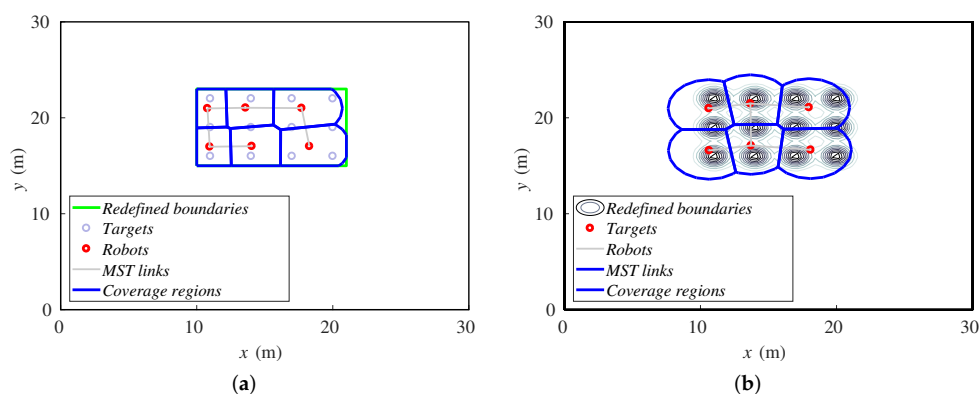 30
20
10
0
y (m)
Redefined boundaries
Targets
Robots
MST links
Coverage regions
0
10
20
30
x (m)
(a)
30
20
10
0
y (m)
Redefined boundaries
Targets
Robots
MST links
Coverage regions
0
10
20
30
x (m)
(b)